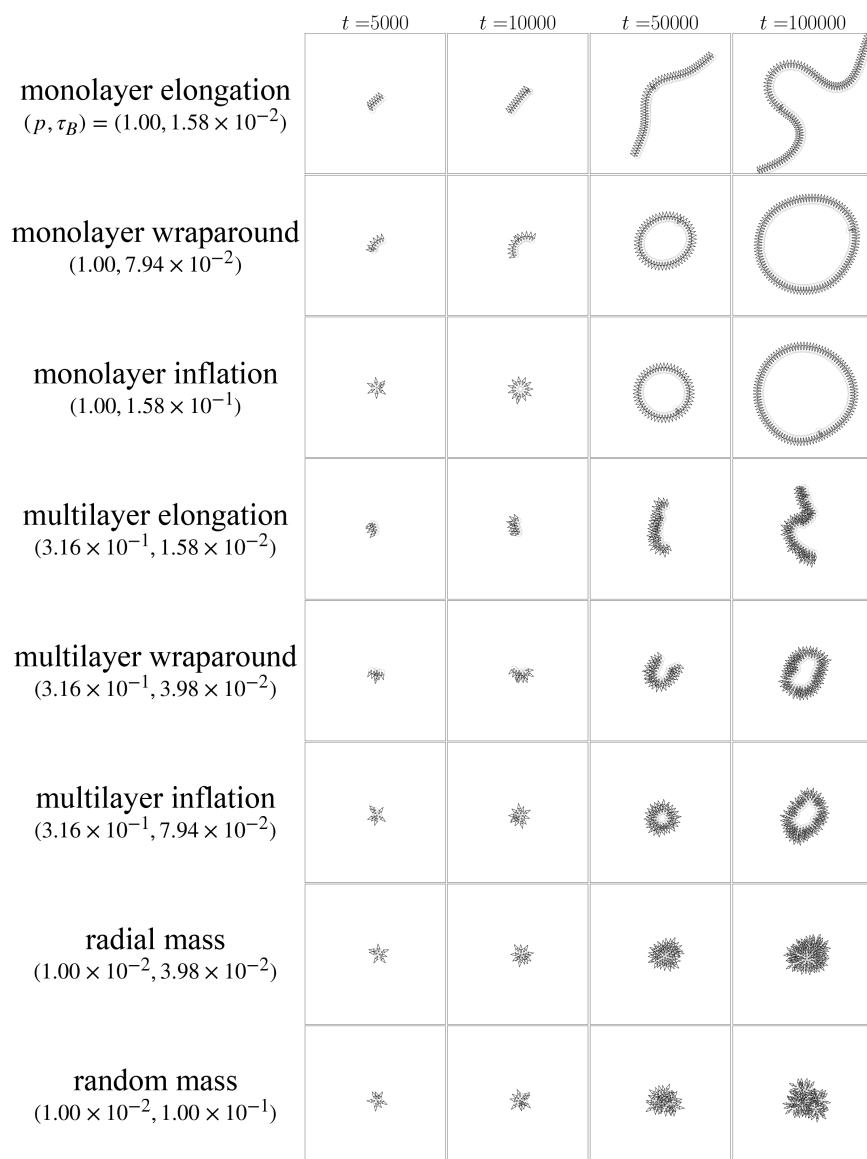 t =5000 t =10000 t =50000 t =100000
monolayer elongation
(p, τ_B) = (1.00, 1.58 × 10⁻²)
monolayer wraparound
(1.00, 7.94 × 10⁻²)
monolayer inflation
(1.00, 1.58 × 10⁻¹)
multilayer elongation
(3.16 × 10⁻¹, 1.58 × 10⁻²)
multilayer wraparound
(3.16 × 10⁻¹, 3.98 × 10⁻²)
multilayer inflation
(3.16 × 10⁻¹, 7.94 × 10⁻²)
radial mass
(1.00 × 10⁻², 3.98 × 10⁻²)
random mass
(1.00 × 10⁻², 1.00 × 10⁻¹)